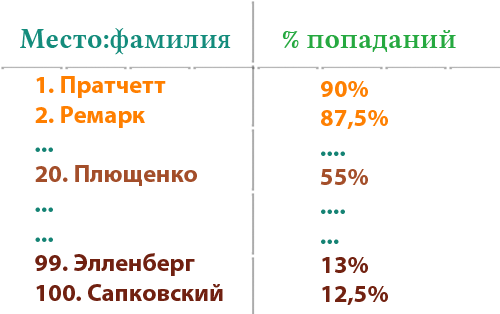 Место:фамилия % попаданий
1. Пратчетт 90%
2. Ремарк 87,5%
... ....
20. Плющенко 55%
... ....
... ...
99. Элленберг 13%
100. Сапковский 12,5%